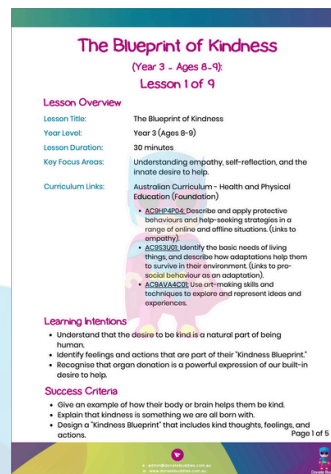 The Blueprint of Kindness
(Year 3 - Ages 8-9):
Lesson 1 of 9
Lesson Overview
Lesson Title: The Blueprint of Kindness
Year Level: Year 3 (Ages 8-9)
Lesson Duration: 30 minutes
Key Focus Areas: Understanding empathy, self-reflection, and the
innate desire to help.
Curriculum Links: Australian Curriculum - Health and Physical
Education (Foundation)
• AC9HP4P04: Describe and apply protective
behaviours and help-seeking strategies in a
range of online and offline situations. (Links to
empathy).
• AC9S3U01: Identify the basic needs of living
things, and describe how adaptations help them
to survive in their environment. (Links to pro-
social behaviour as an adaptation).
• AC9AVA4C01: Use art-making skills and
techniques to explore and represent ideas and
experiences.
Learning Intentions
• Understand that the desire to be kind is a natural part of being
human.
• Identify feelings and actions that are part of their "Kindness Blueprint."
• Recognise that organ donation is a powerful expression of our built-in
desire to help.
Success Criteria
• Give an example of how their body or brain helps them be kind.
• Explain that kindness is something we are all born with.
• Design a "Kindness Blueprint" that includes kind thoughts, feelings, and
actions.
Page 1 of 5